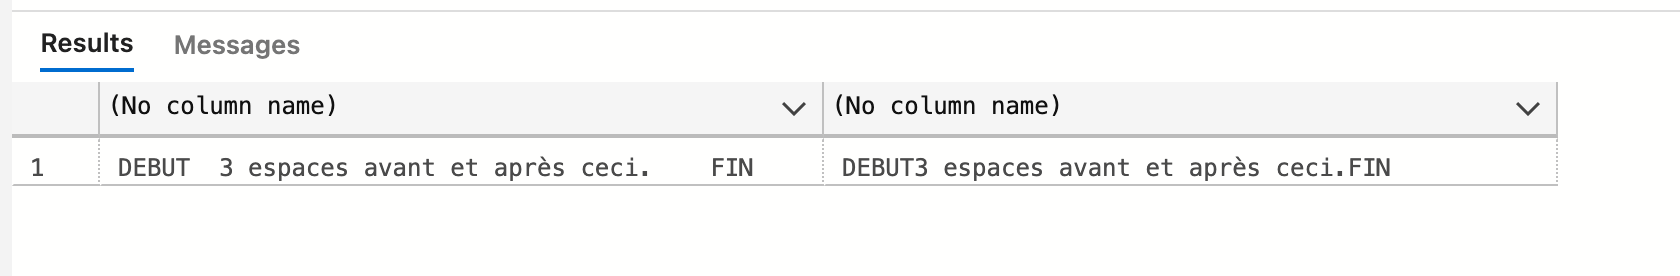 Results Messages
(No column name) (No column name)
1 DEBUT  3 espaces avant et après ceci.    FIN DEBUT3 espaces avant et après ceci.FIN